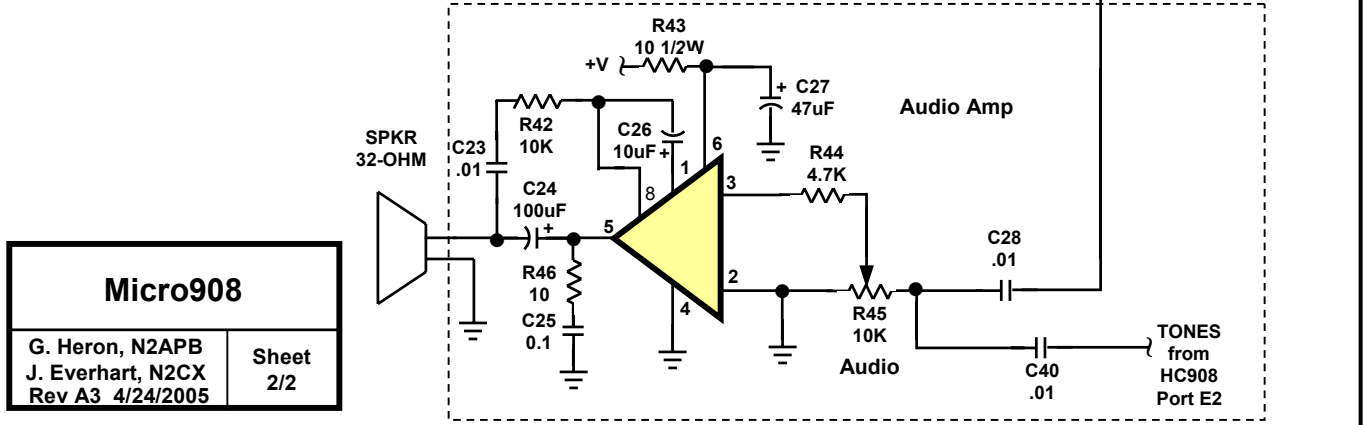 R43
10 1/2W
+V
+ C27
47uF
Audio Amp
R42
10K
C26
10uF +
SPKR
32-OHM
C23
.01
1
6
R44
4.7K
3
8
C24
100uF
+
5
C28
.01
Micro908
R46
10
2
4
C25
0.1
R45
10K
Audio
TONES
from
HC908
Port E2
C40
.01
G. Heron, N2APB
J. Everhart, N2CX
Rev A3 4/24/2005
Sheet
2/2